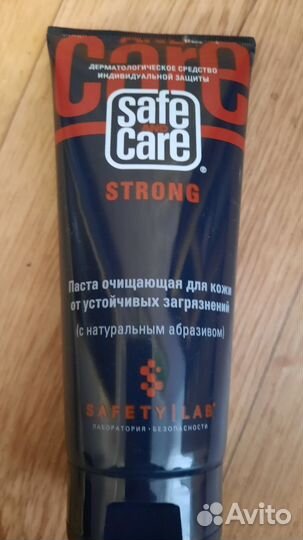 care
ДЕРМАТОЛОГИЧЕСКОЕ СРЕДСТВО
ИНДИВИДУАЛЬНОЙ ЗАЩИТЫ
safe
AND
care®
STRONG
Паста очищающая для кожи
от устойчивых загрязнений
(с натуральным абразивом)
SAFETY|LAB®
ЛАБОРАТОРИЯ·БЕЗОПАСНОСТИ
Avito